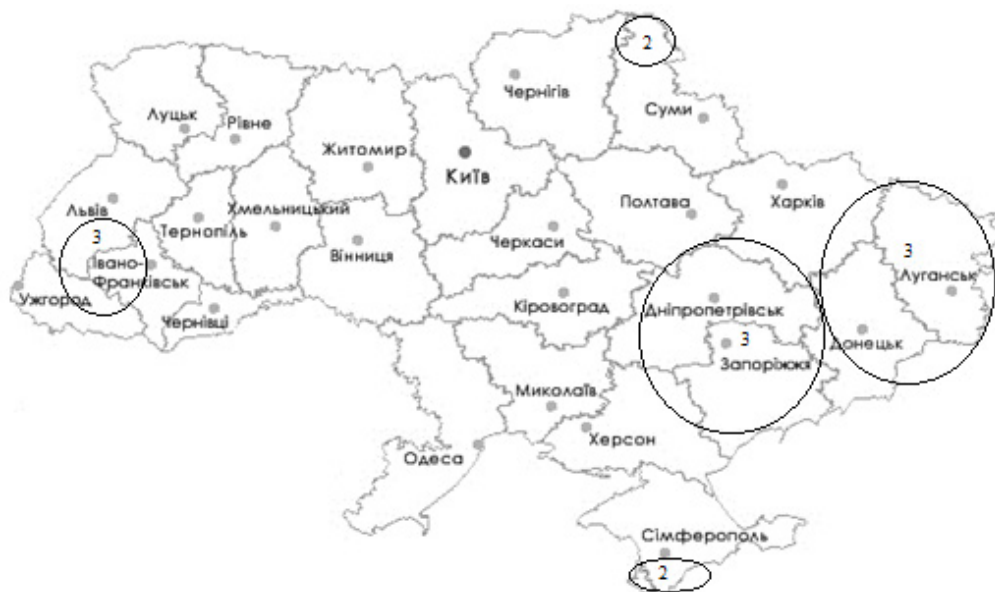 2
Чернігів
Суми
Луцьк
Рівне
Житомир
Київ
Львів
Тернопіль
Хмельницький
Вінниця
Черкаси
Полтава
Харків
3
Івано-
Франківськ
Ужгород
Чернівці
Кіровоград
Дніпропетрівськ
3
Запоріжжя
3
Луганськ
Донецьк
Миколаїв
Херсон
Одеса
Сімферополь
2